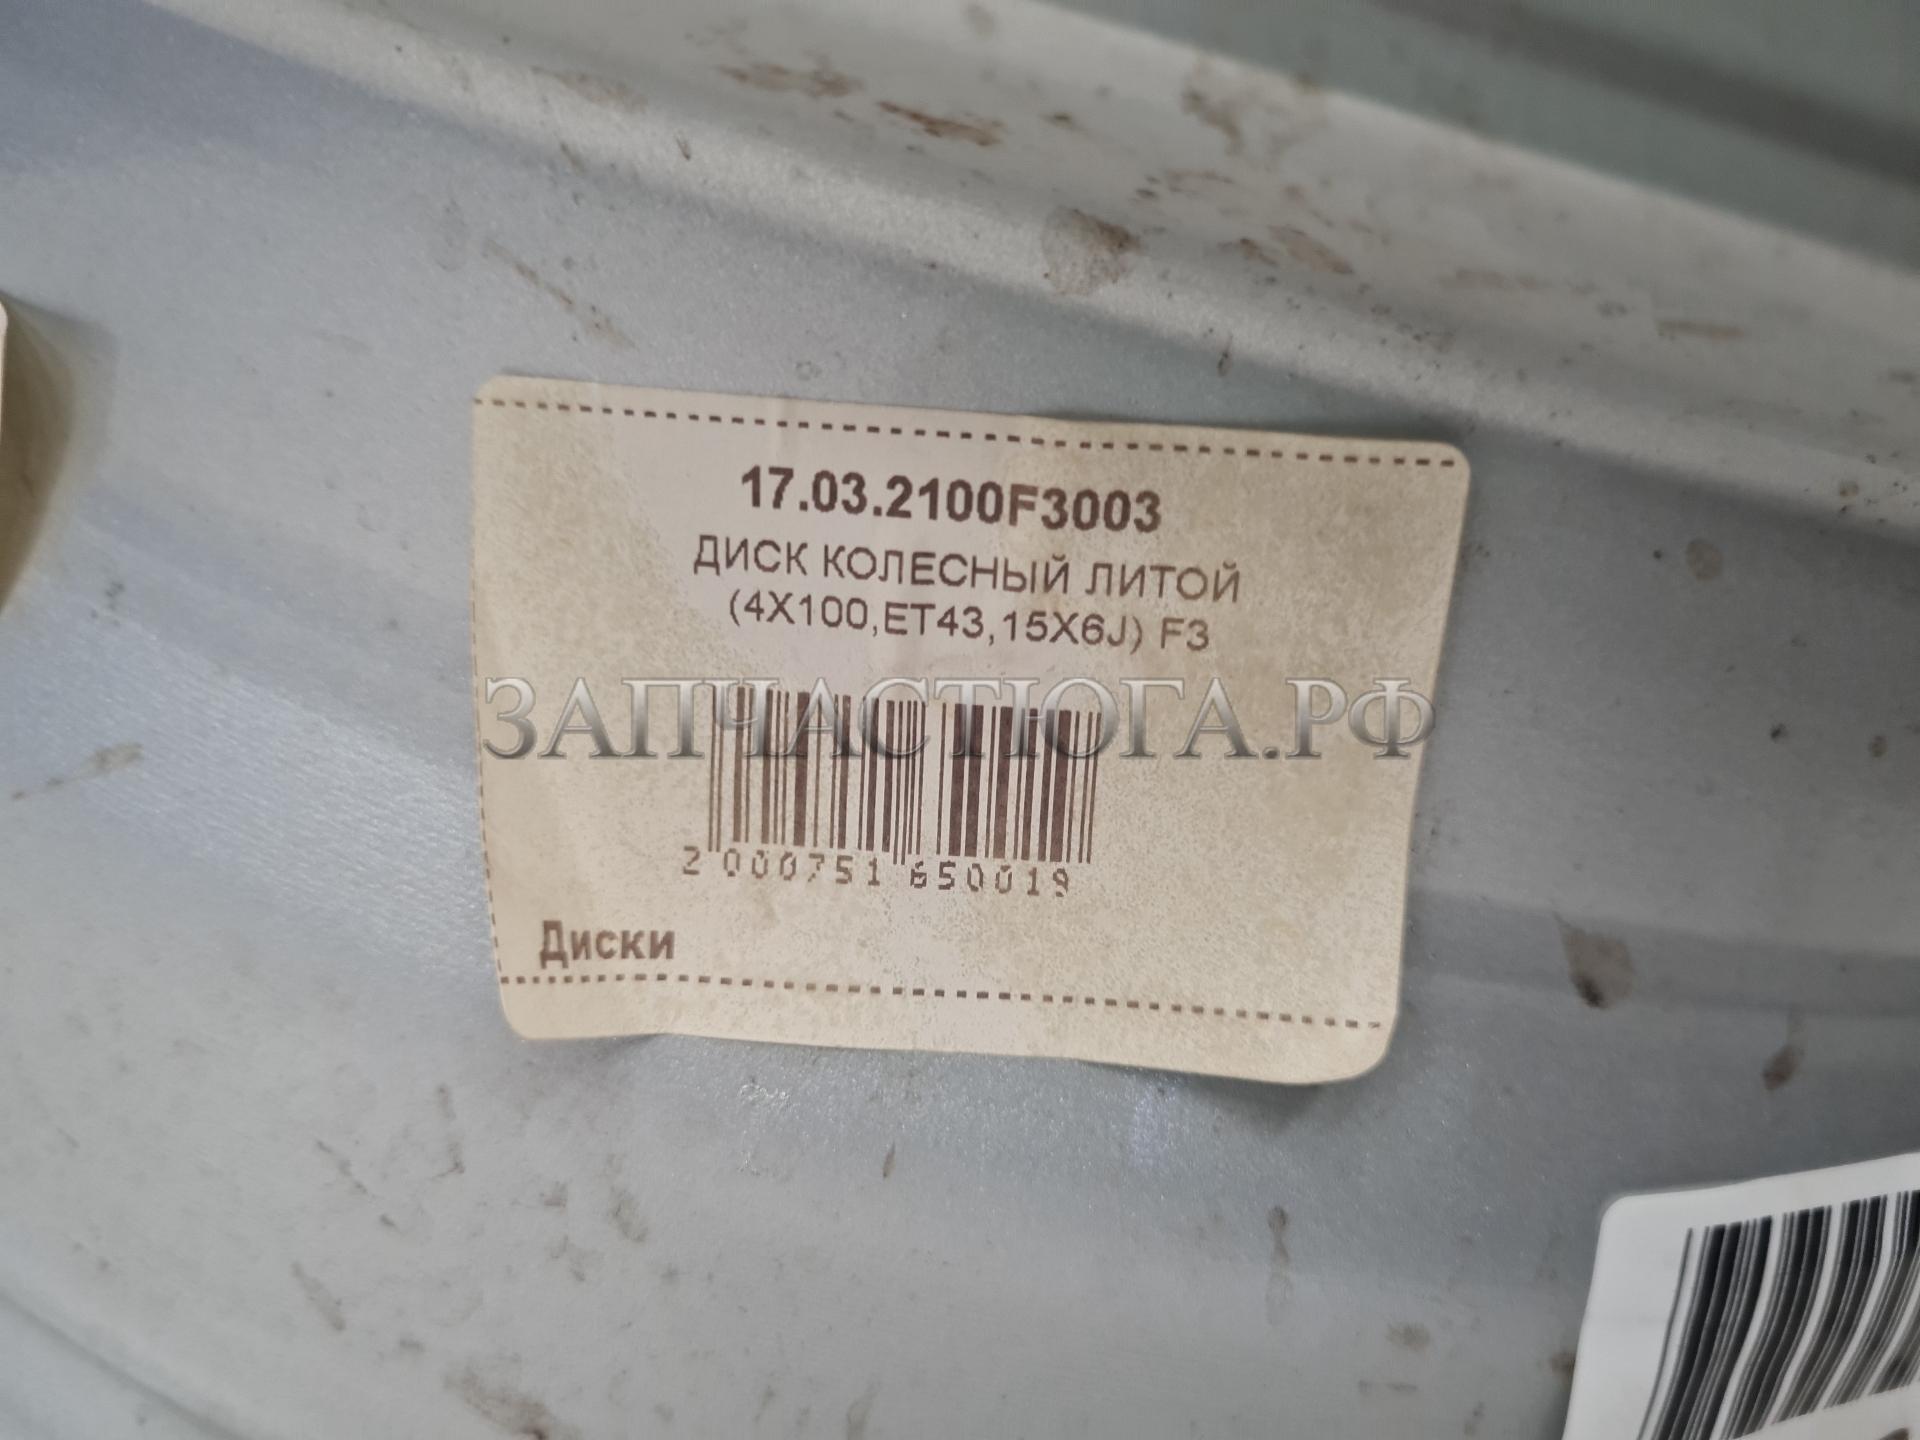 17.03.2100F3003
ДИСК КОЛЕСНЫЙ ЛИТОЙ
(4X100,ET43,15X6J) F3
ЗАПЧАСТЮГА.РФ
2 000751 650019
Диски